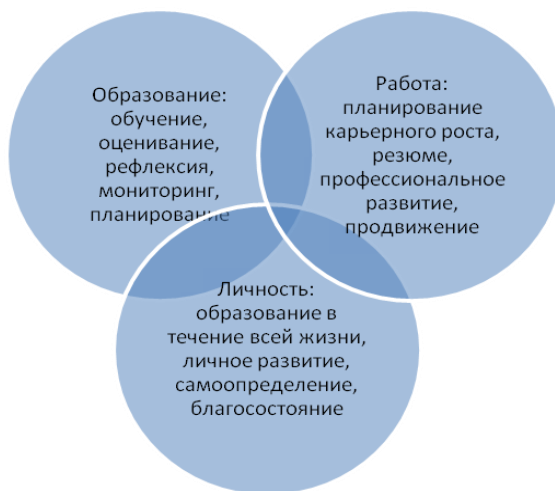 Образование:
обучение,
оценивание,
рефлексия,
мониторинг,
планирование
Работа:
планирование
карьерного роста,
резюме,
профессиональное
развитие,
продвижение
Личность:
образование в
течение всей жизни,
личное развитие,
самоопределение,
благосостояние